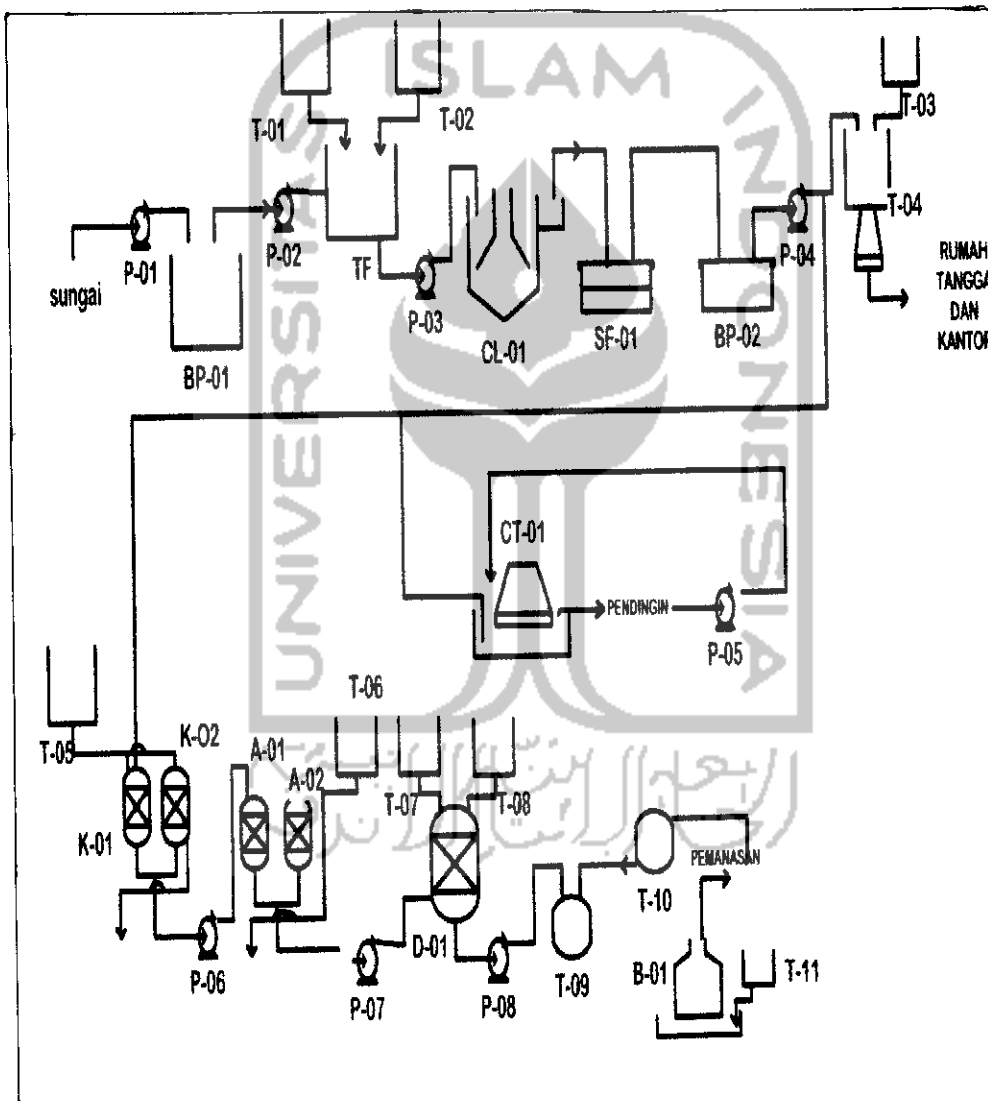 UNIVERSITAS
ISLAM
INDONESIA
T-01
T-02
T-03
T-04
P-01
P-02
P-03
P-04
sungai
BP-01
TF
CL-01
SF-01
BP-02
RUMAH
TANGGA
DAN
KANTOR
CT-01
PENDINGIN
P-05
T-05
K-O2
K-01
A-01
A-02
T-06
T-07
T-08
P-06
P-07
D-01
P-08
T-09
T-10
PEMANASAN
B-01
T-11